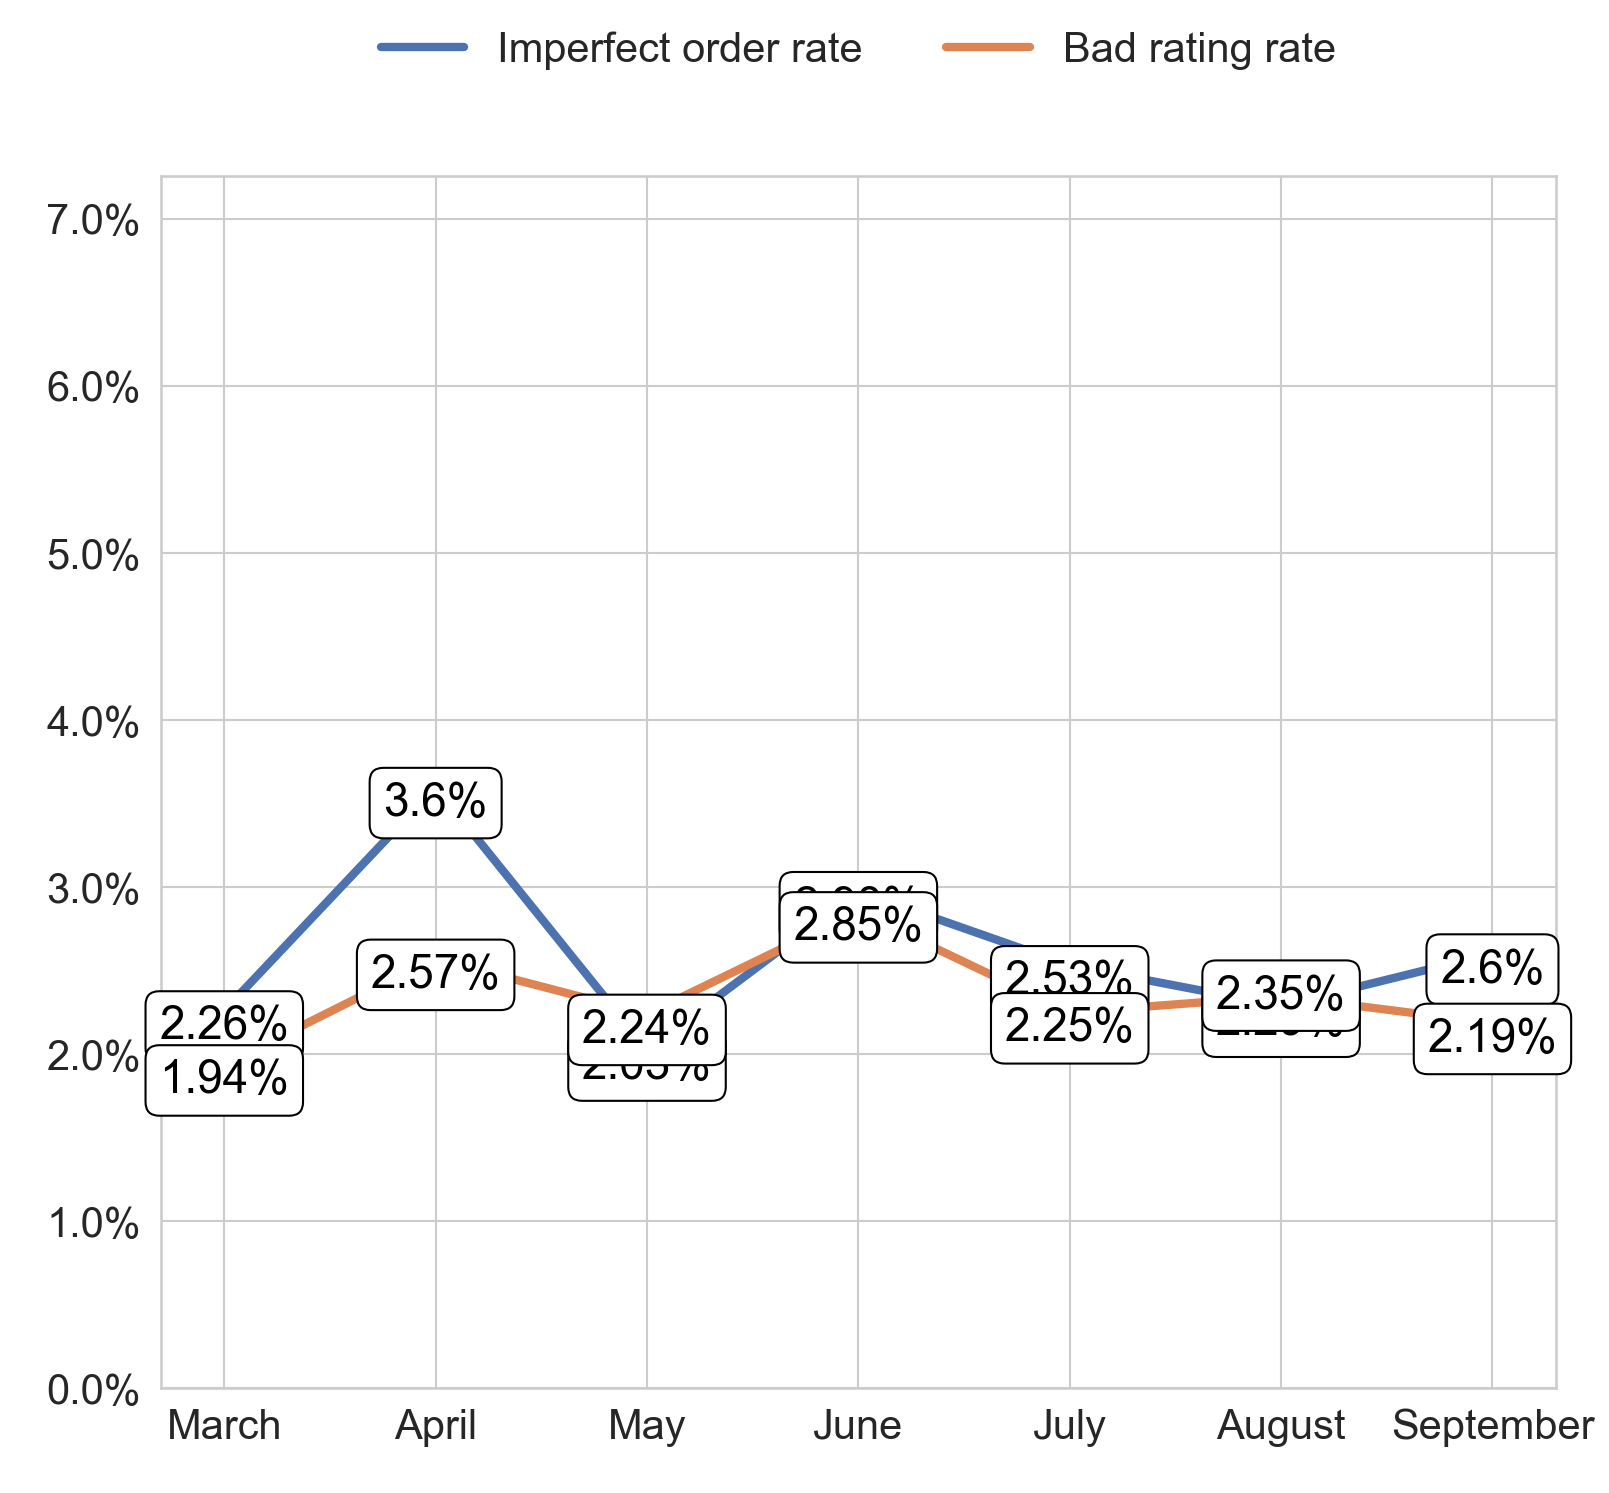 Imperfect order rate
Bad rating rate
7.0%
6.0%
5.0%
4.0%
3.0%
2.0%
1.0%
0.0%
3.6%
2.57%
2.26%
1.94%
2.24%
2.85%
2.53%
2.25%
2.35%
2.6%
2.19%
March
April
May
June
July
August
September